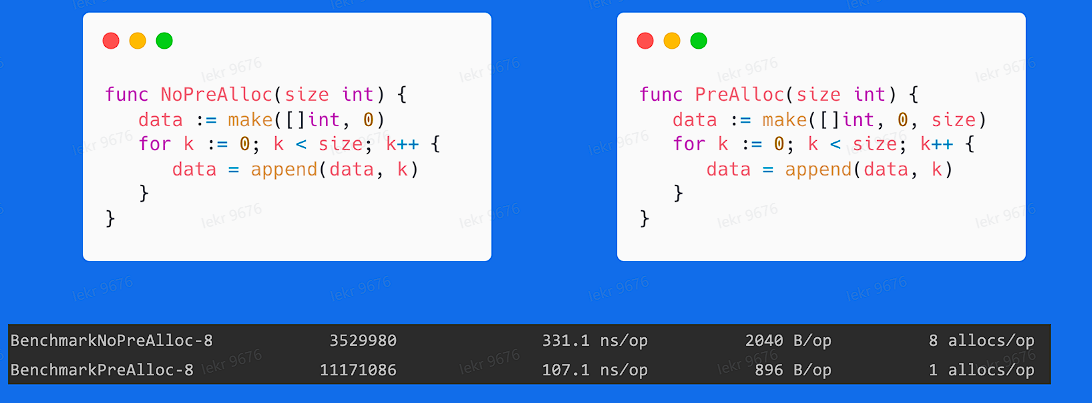 func NoPreAlloc(size int) {
data := make([]int, 0)
for k := 0; k < size; k++ {
data = append(data, k)
}
}
func PreAlloc(size int) {
data := make([]int, 0, size)
for k := 0; k < size; k++ {
data = append(data, k)
}
}
BenchmarkNoPreAlloc-8 3529980 331.1 ns/op 2040 B/op 8 allocs/op
BenchmarkPreAlloc-8 11171086 107.1 ns/op 896 B/op 1 allocs/op
lekr 9676